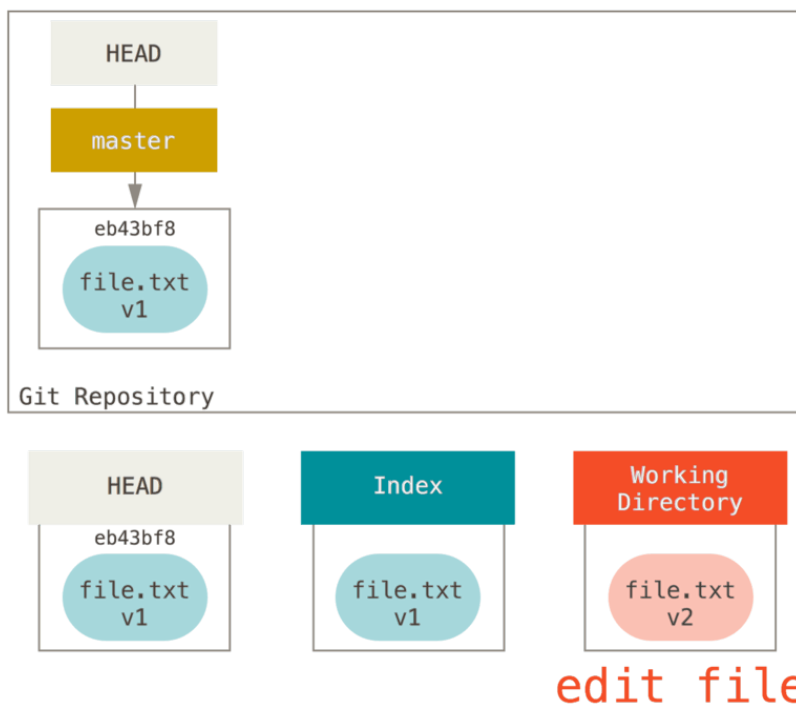 HEAD
master
eb43bf8
file.txt
v1
Git Repository
HEAD
Index
Working
Directory
eb43bf8
file.txt
v1
file.txt
v1
file.txt
v2
edit file